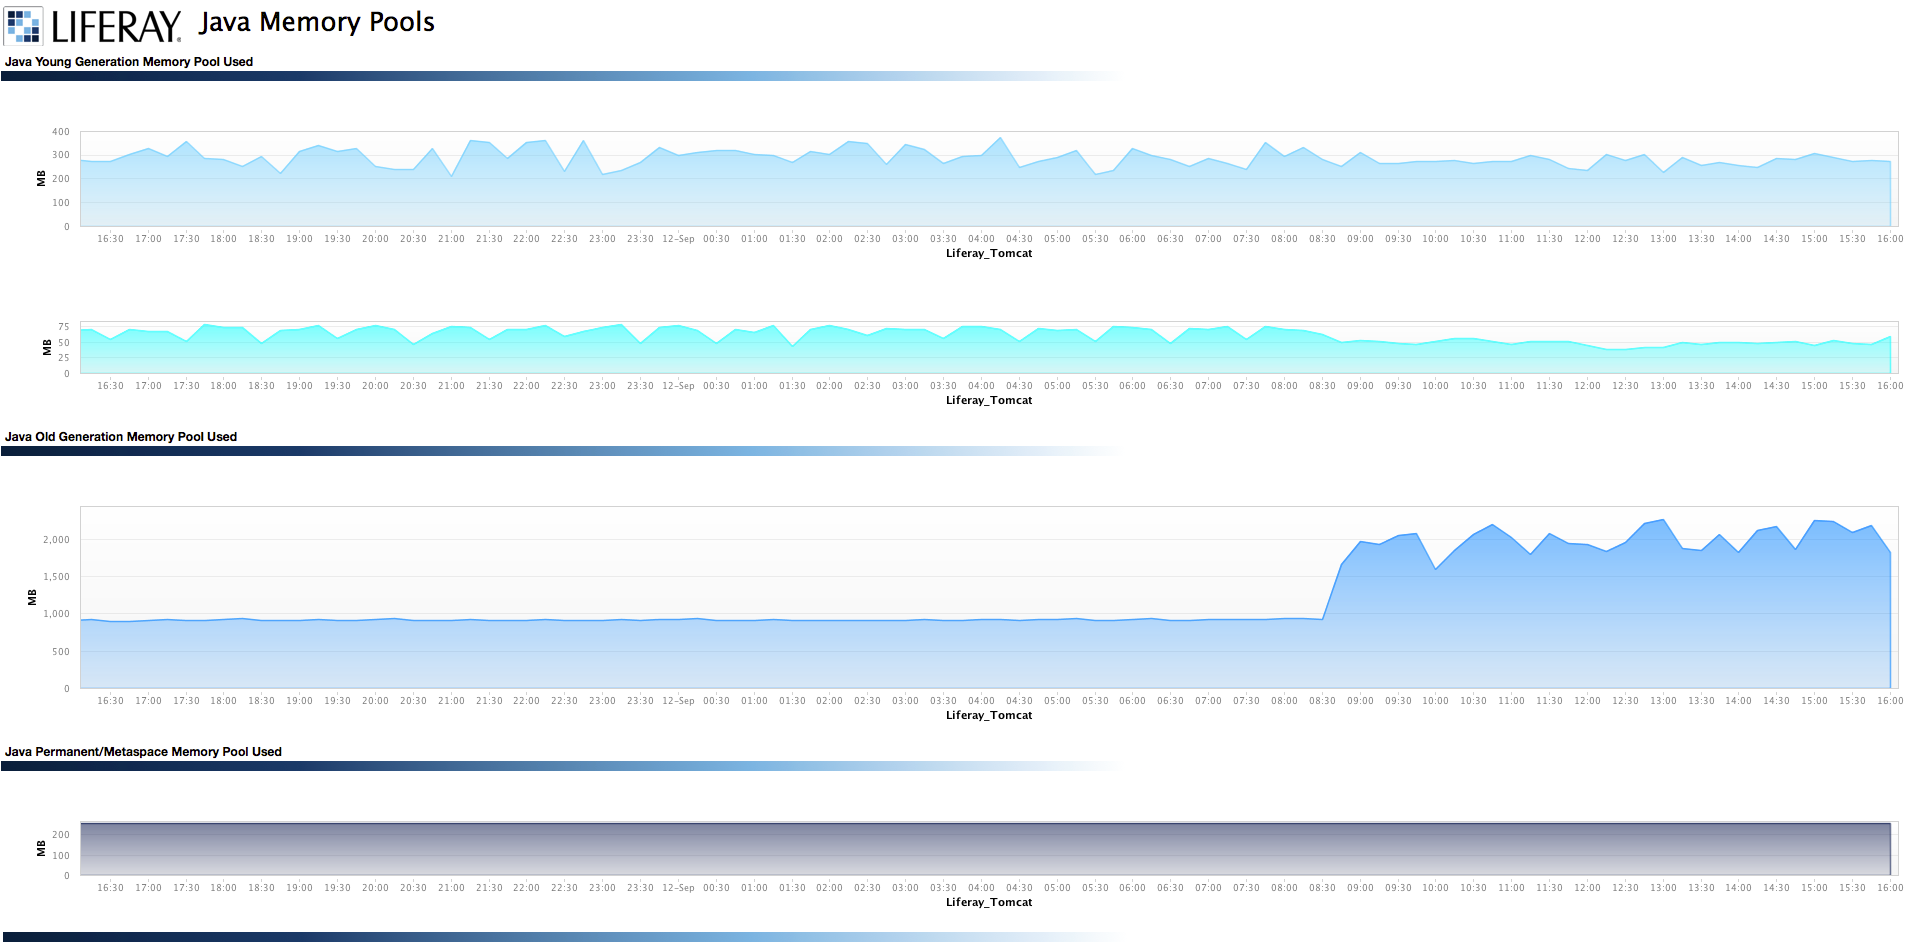 LIFERAY. Java Memory Pools
Java Young Generation Memory Pool Used
400
300
200
100
0
MB
16:30 17:00 17:30 18:00 18:30 19:00 19:30 20:00 20:30 21:00 21:30 22:00 22:30 23:00 23:30 12-Sep 00:30 01:00 01:30 02:00 02:30 03:00 03:30 04:00 04:30 05:00 05:30 06:00 06:30 07:00 07:30 08:00 08:30 09:00 09:30 10:00 10:30 11:00 11:30 12:00 12:30 13:00 13:30 14:00 14:30 15:00 15:30 16:00
Liferay_Tomcat
75
50
25
0
MB
16:30 17:00 17:30 18:00 18:30 19:00 19:30 20:00 20:30 21:00 21:30 22:00 22:30 23:00 23:30 12-Sep 00:30 01:00 01:30 02:00 02:30 03:00 03:30 04:00 04:30 05:00 05:30 06:00 06:30 07:00 07:30 08:00 08:30 09:00 09:30 10:00 10:30 11:00 11:30 12:00 12:30 13:00 13:30 14:00 14:30 15:00 15:30 16:00
Liferay_Tomcat
Java Old Generation Memory Pool Used
2,000
1,500
1,000
500
0
MB
16:30 17:00 17:30 18:00 18:30 19:00 19:30 20:00 20:30 21:00 21:30 22:00 22:30 23:00 23:30 12-Sep 00:30 01:00 01:30 02:00 02:30 03:00 03:30 04:00 04:30 05:00 05:30 06:00 06:30 07:00 07:30 08:00 08:30 09:00 09:30 10:00 10:30 11:00 11:30 12:00 12:30 13:00 13:30 14:00 14:30 15:00 15:30 16:00
Liferay_Tomcat
Java Permanent/Metaspace Memory Pool Used
200
100
0
MB
16:30 17:00 17:30 18:00 18:30 19:00 19:30 20:00 20:30 21:00 21:30 22:00 22:30 23:00 23:30 12-Sep 00:30 01:00 01:30 02:00 02:30 03:00 03:30 04:00 04:30 05:00 05:30 06:00 06:30 07:00 07:30 08:00 08:30 09:00 09:30 10:00 10:30 11:00 11:30 12:00 12:30 13:00 13:30 14:00 14:30 15:00 15:30 16:00
Liferay_Tomcat